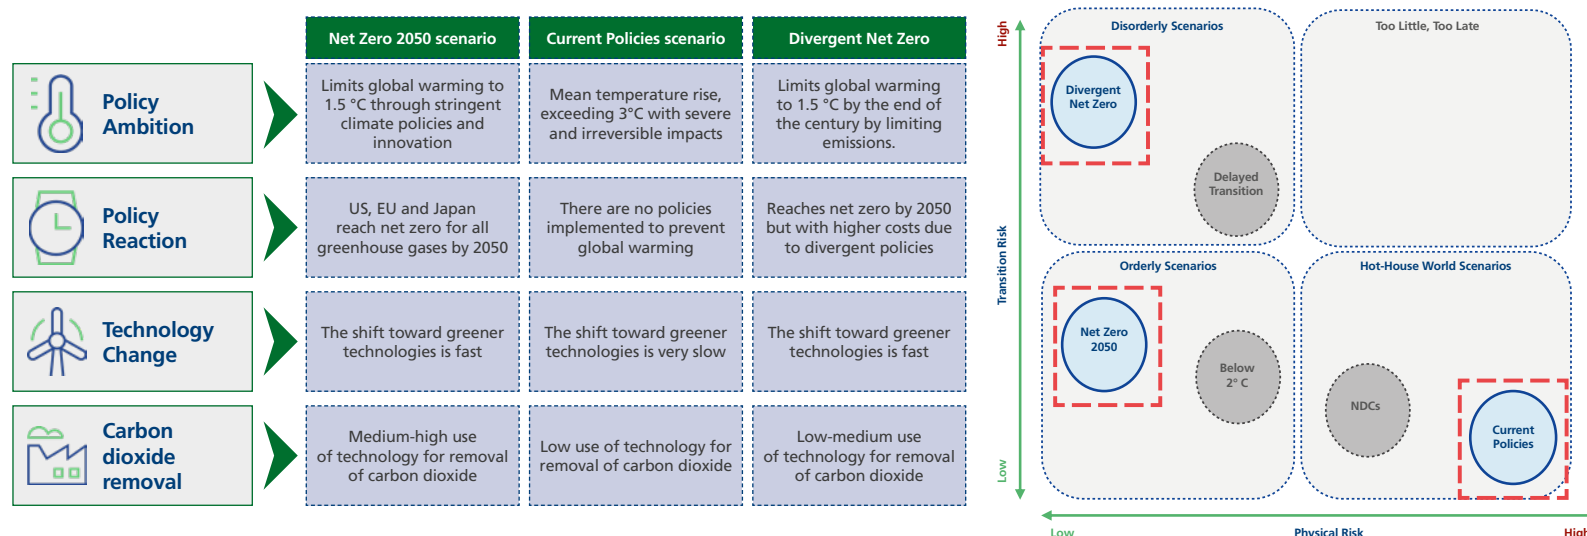 Net Zero 2050 scenario
Current Policies scenario
Divergent Net Zero
Policy
Ambition
Limits global warming to
1.5 °C through stringent
climate policies and
innovation
Mean temperature rise,
exceeding 3°C with severe
and irreversible impacts
Limits global warming
to 1.5 °C by the end of
the century by limiting
emissions.
Policy
Reaction
US, EU and Japan
reach net zero for all
greenhouse gases by 2050
There are no policies
implemented to prevent
global warming
Reaches net zero by 2050
but with higher costs due
to divergent policies
Technology
Change
The shift toward greener
technologies is fast
The shift toward greener
technologies is very slow
The shift toward greener
technologies is fast
Carbon
dioxide
removal
Medium-high use
of technology for removal
of carbon dioxide
Low use of technology for
removal of carbon dioxide
Low-medium use
of technology for removal
of carbon dioxide
High
Transition Risk
Low
Disorderly Scenarios
Divergent
Net Zero
Delayed
Transition
Too Little, Too Late
Orderly Scenarios
Net Zero
2050
Below
2° C
Hot-House World Scenarios
NDCs
Current
Policies
Low
Physical Risk
High